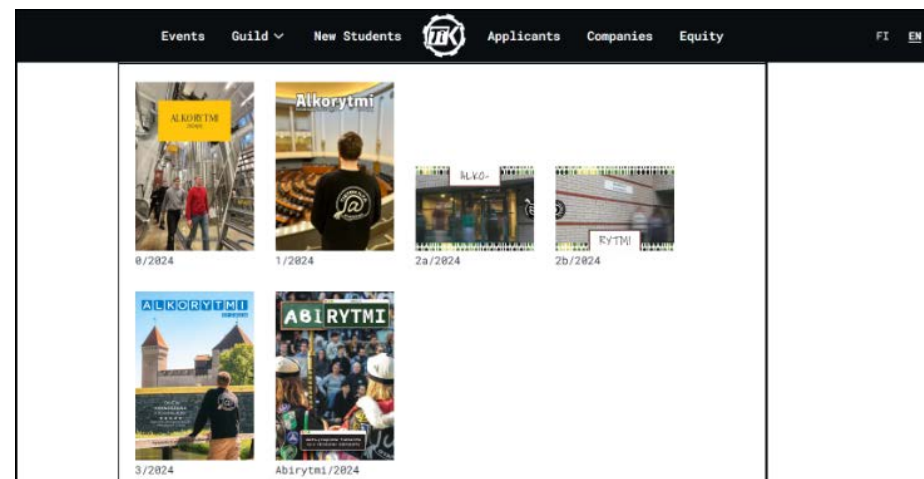 Events Guild New Students TiK Applicants Companies Equity FI EN
ALKORYTMI
Alkorytmi
ALKO-
RYTMI
0/2024 1/2024 2a/2024 2b/2024
ALKORYTMI
ABIRYTMI
3/2024 Abirytmi/2024